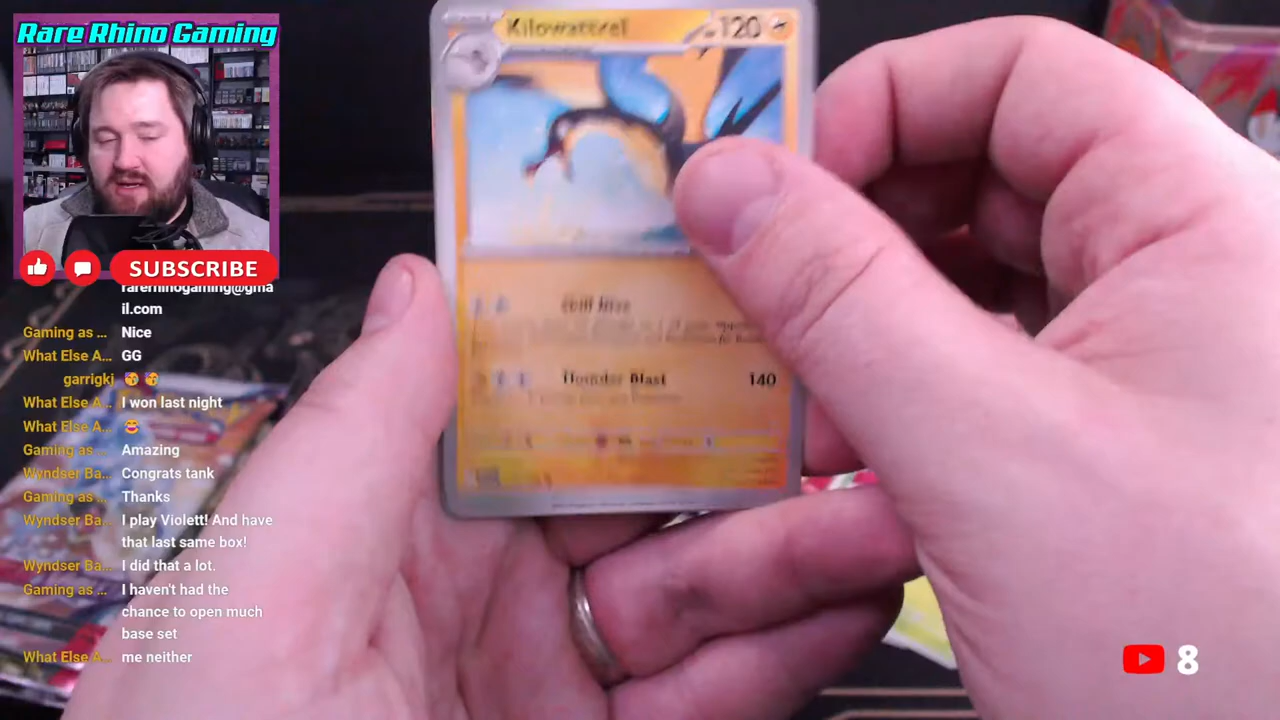 Rare Rhino Gaming
SUBSCRIBE
rarerhinogaming@gma
il.com
Gaming as ... Nice
What Else A... GG
garrigkj 🥳 🥳
What Else A... I won last night
What Else A... 😂
Gaming as ... Amazing
Wyndser Ba... Congrats tank
Gaming as ... Thanks
Wyndser Ba... I play Violett! And have
that last same box!
Wyndser Ba... I did that a lot.
Gaming as ... I haven't had the
chance to open much
base set
What Else A... me neither
Kilowattrel 120
Thunder Blast 140
8